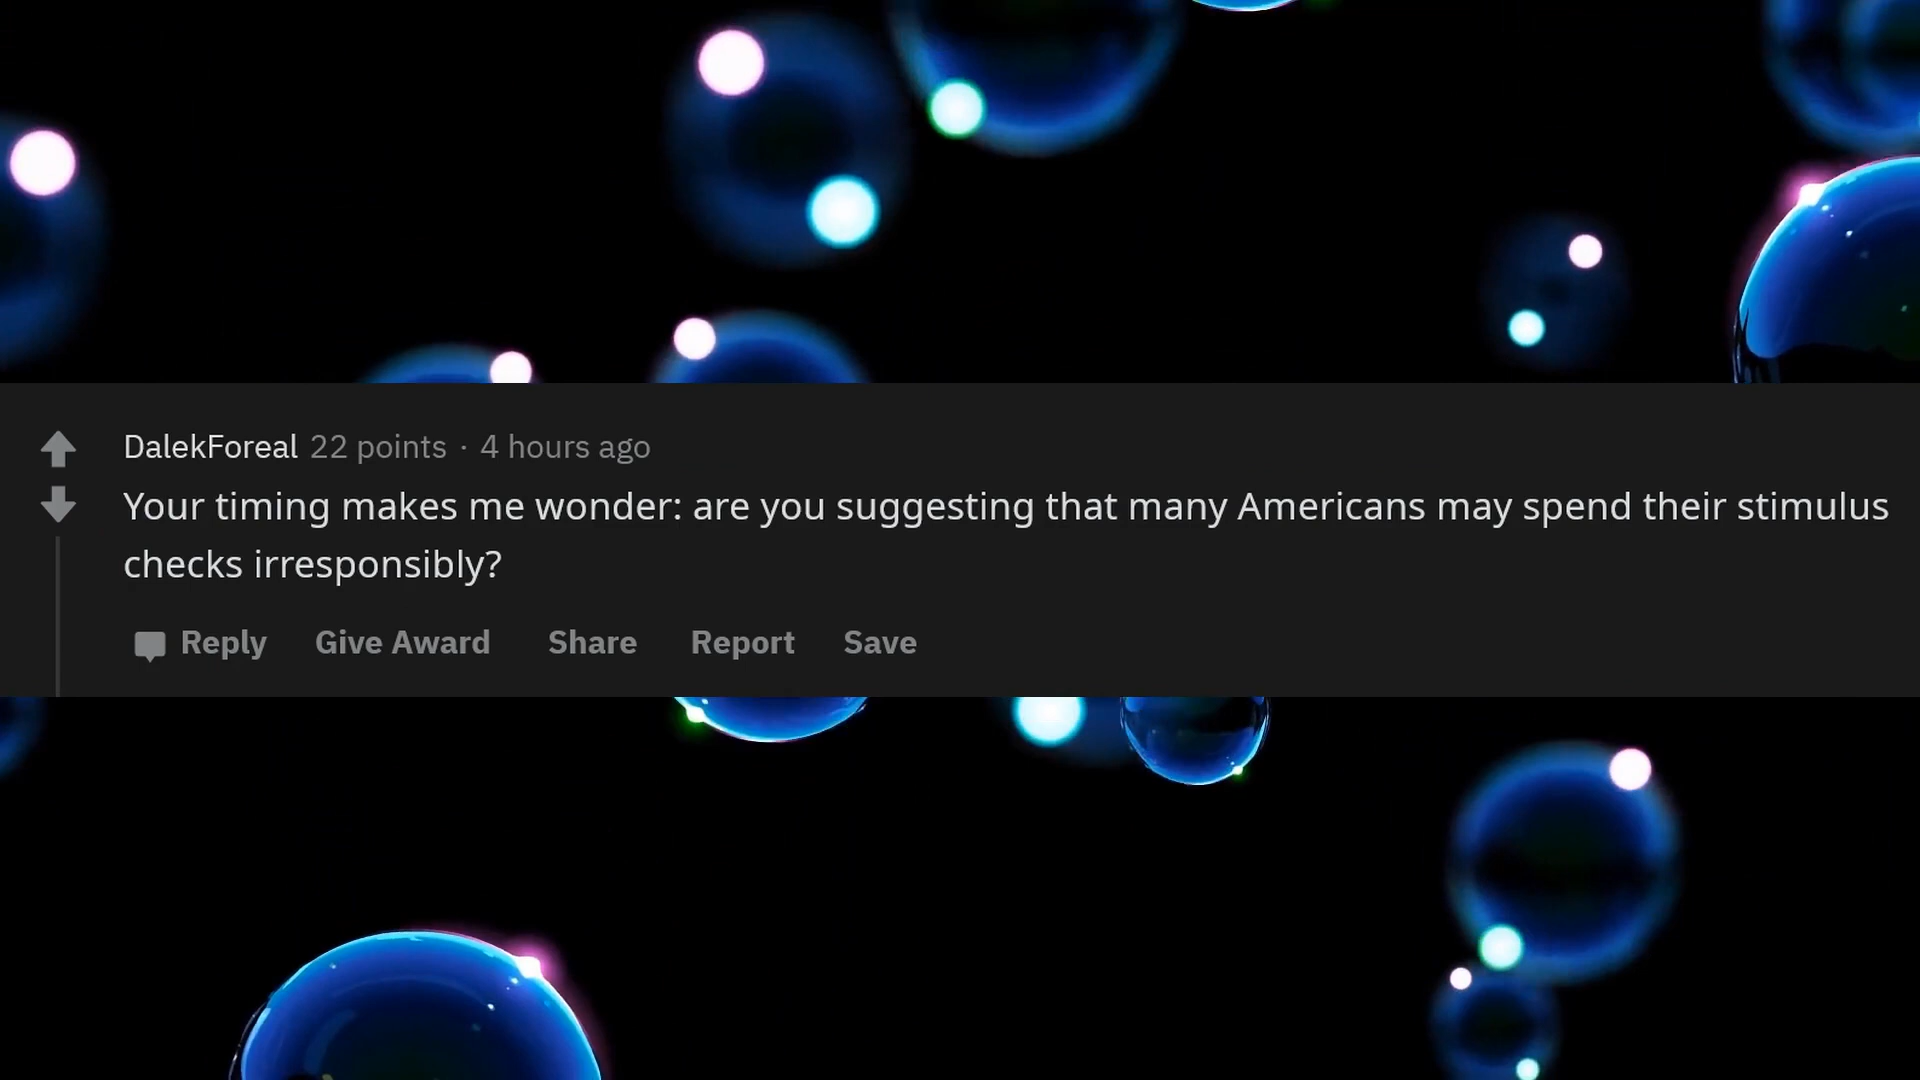 DalekForeal 22 points · 4 hours ago
Your timing makes me wonder: are you suggesting that many Americans may spend their stimulus
checks irresponsibly?
Reply Give Award Share Report Save